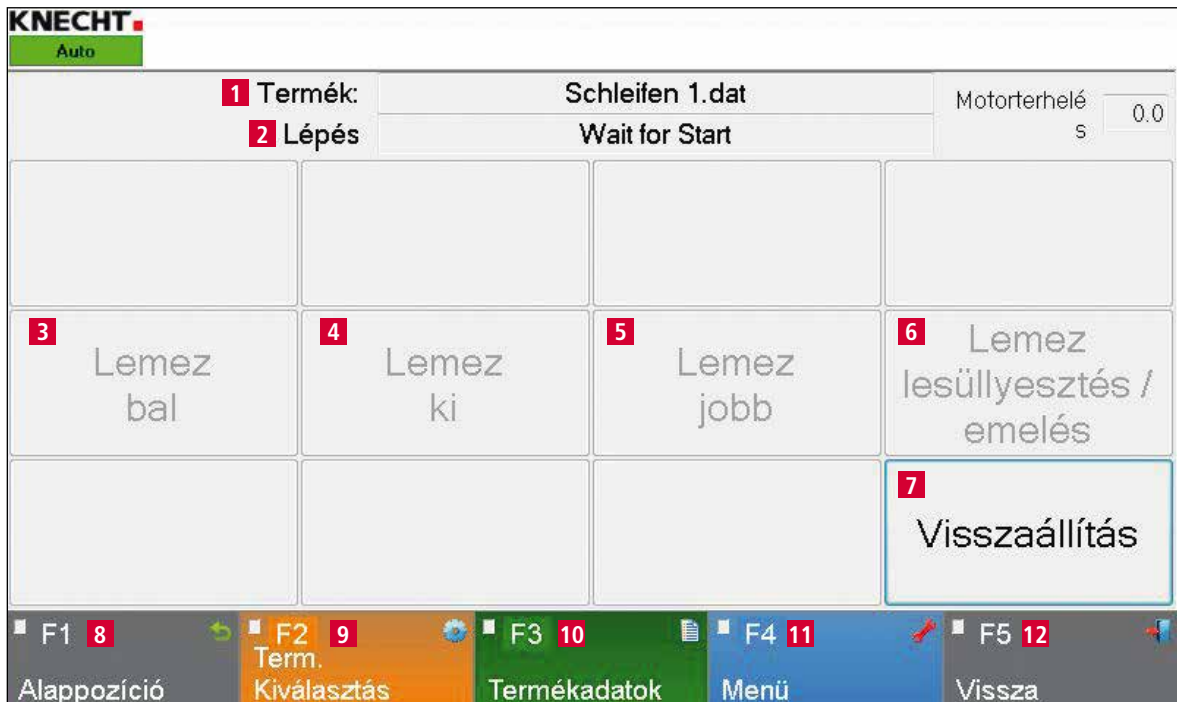 KNECHT
Auto
1 Termék: Schleifen 1.dat
Motorterhelé
s
0.0
2 Lépés Wait for Start
3
Lemez
bal
4
Lemez
ki
5
Lemez
jobb
6
Lemez
lesüllyesztés /
emelés
7
Visszaállítás
F1 8
Alappozíció
F2 9
Term.
Kiválasztás
F3 10
Termékadatok
F4 11
Menü
F5 12
Vissza